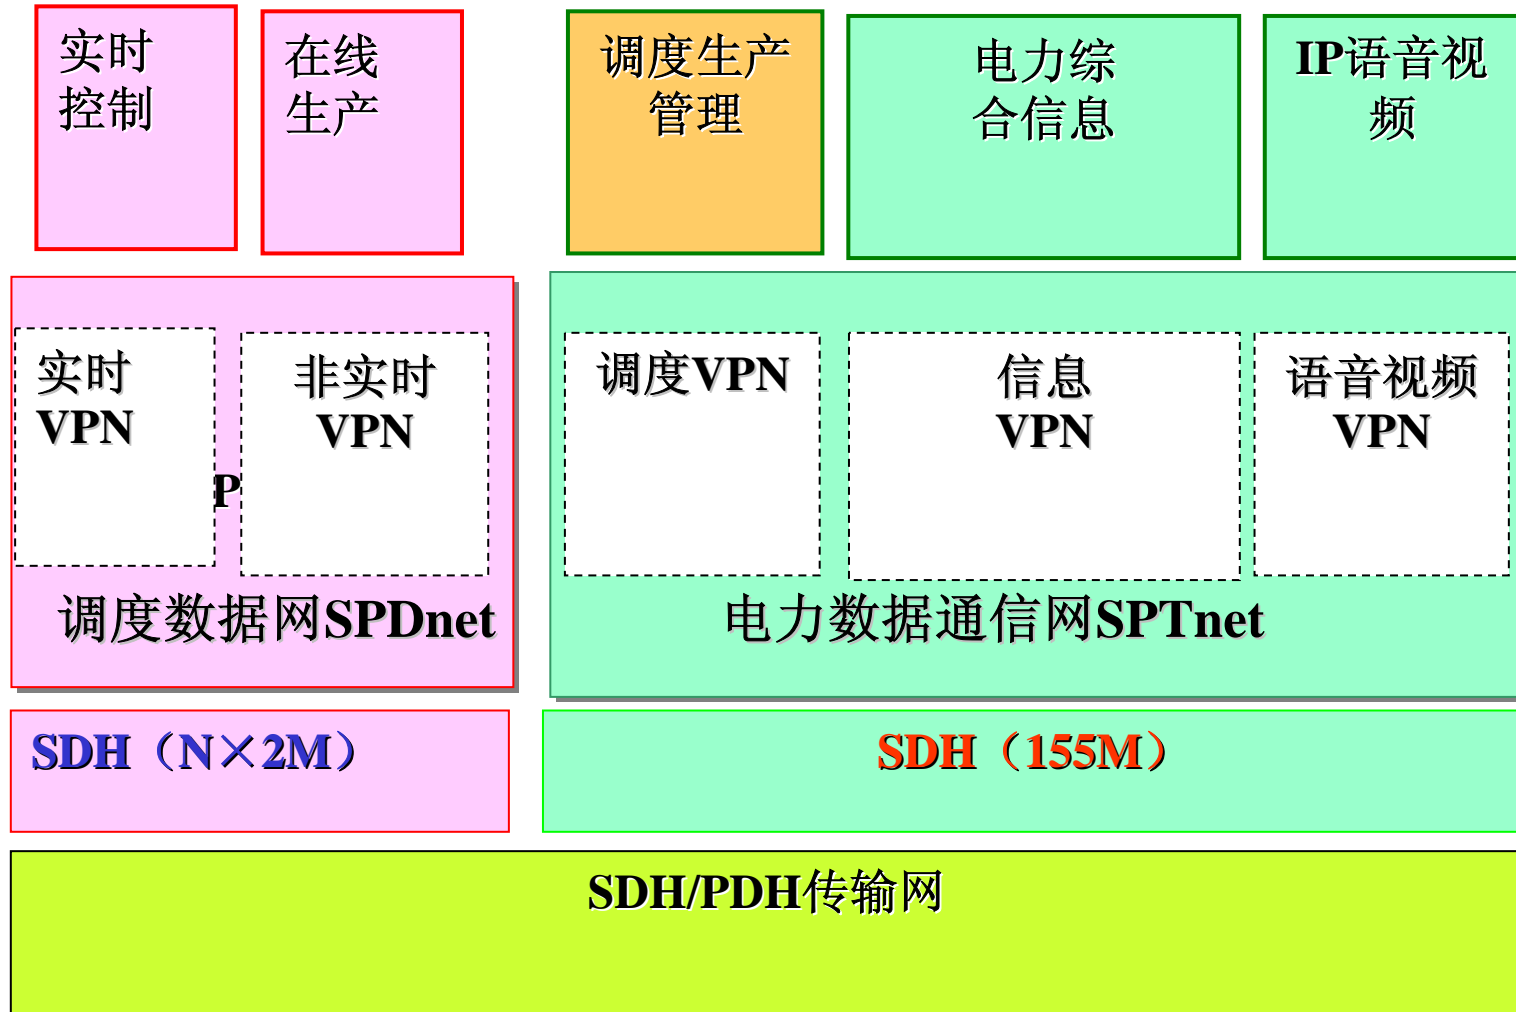 实时
控制
在线
生产
调度生产
管理
电力综
合信息
IP语音视
频
实时
VPN
非实时
VPN
调度VPN
信息
VPN
语音视频
VPN
P
调度数据网SPDnet
电力数据通信网SPTnet
SDH（N×2M）
SDH（155M）
SDH/PDH传输网